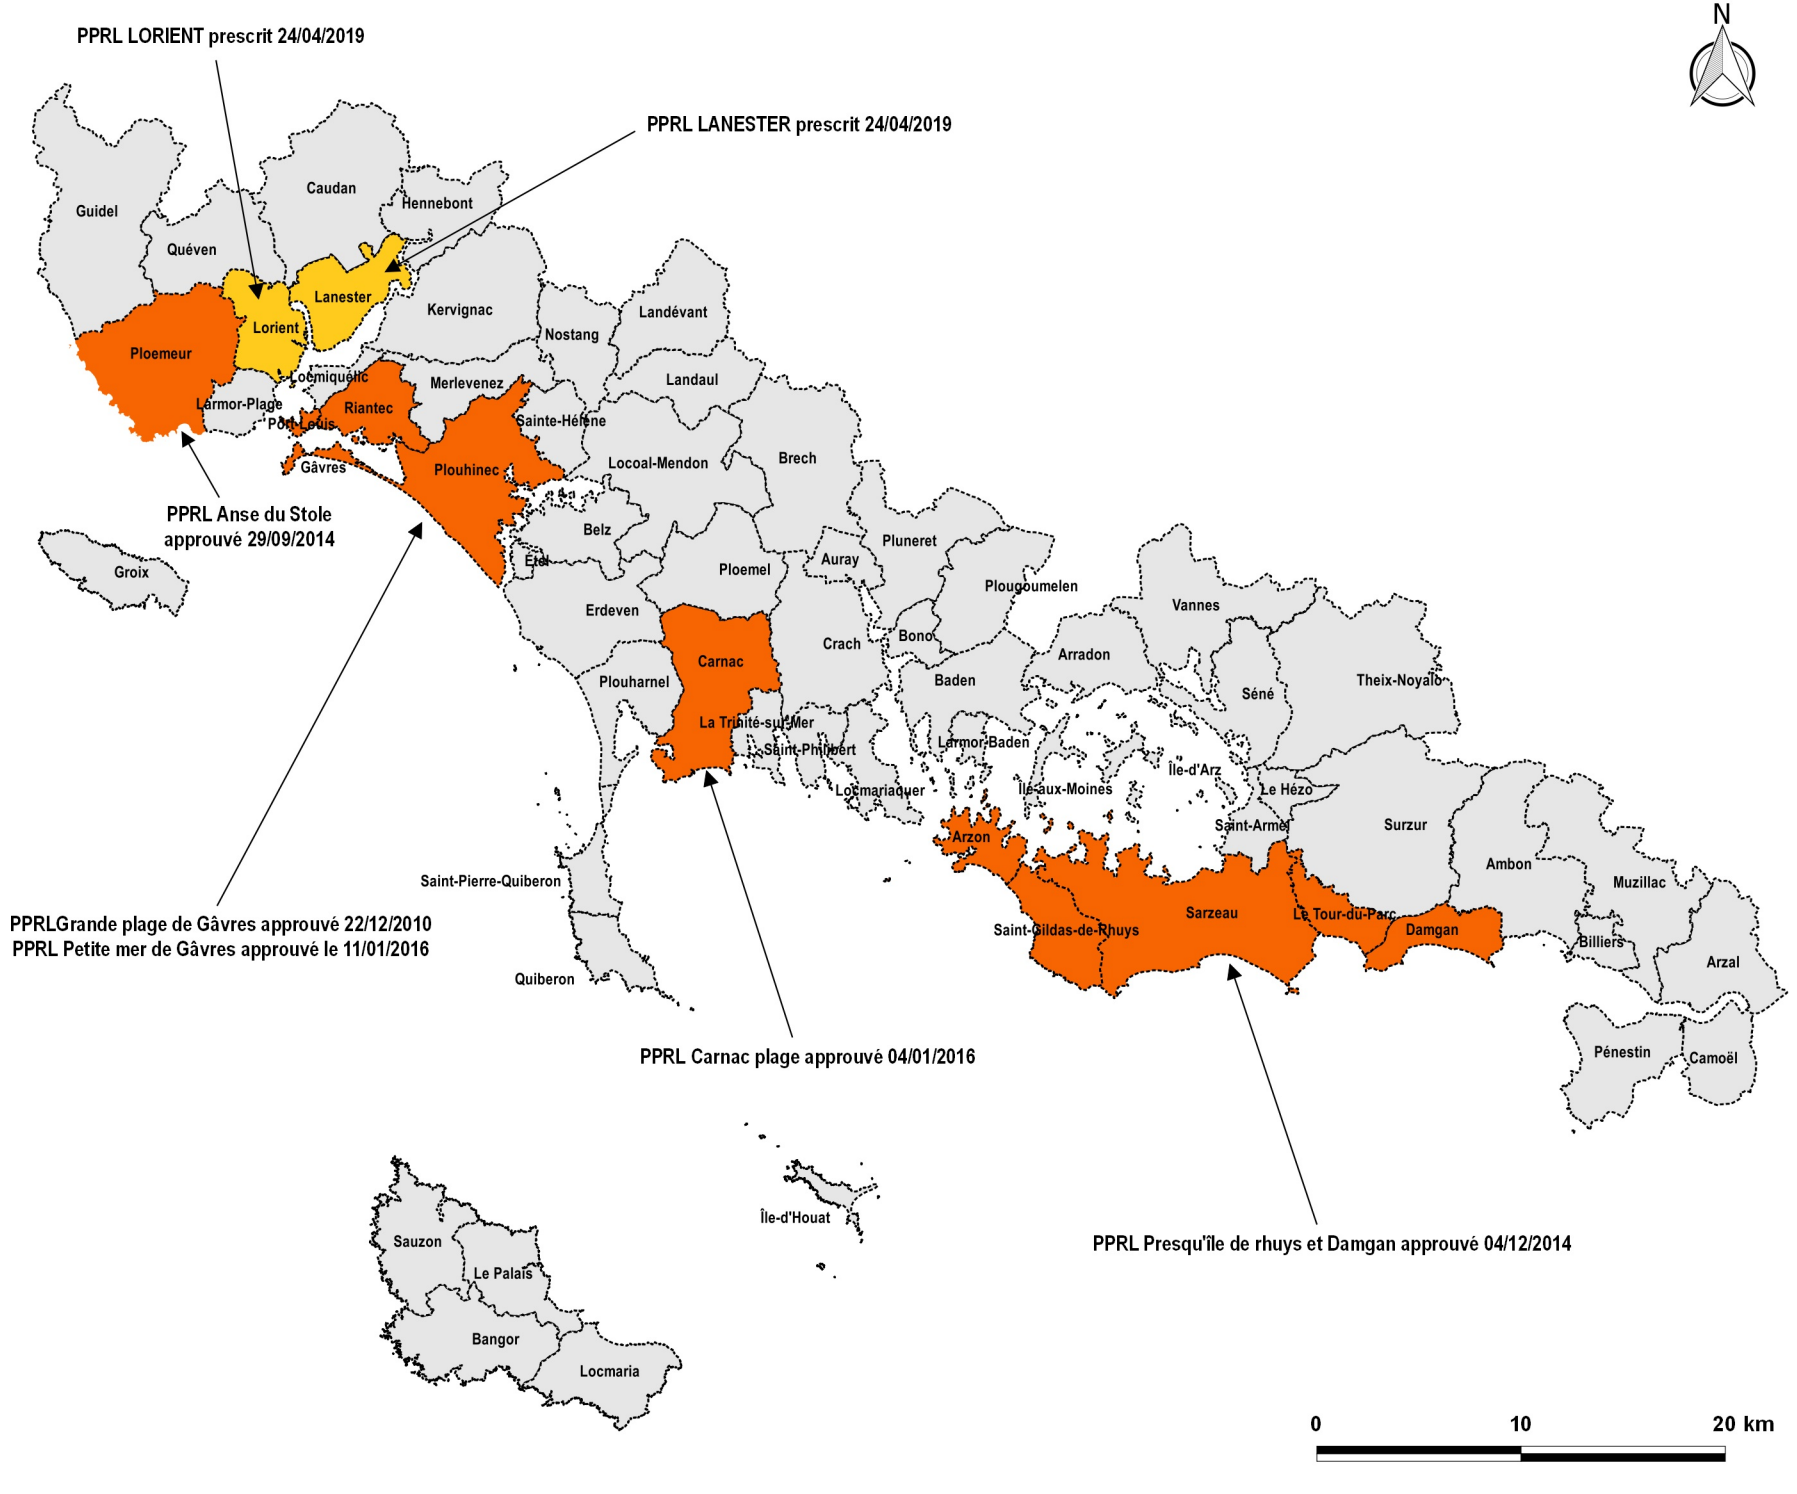 N
PPRL LORIENT prescrit 24/04/2019
PPRL LANESTER prescrit 24/04/2019
Caudan
Hennebont
Guidel
Quéven
Lanester
Kervignac
Landévant
Lorient
Nostang
Ploemeur
Locmiquélic
Merlevenez
Landaul
Larmor-Plage
Riantec
Port-Louis
Sainte-Hélène
Gâvres
Plouhinec
Locoal-Mendon
Brech
PPRL Anse du Stole
approuvé 29/09/2014
Belz
Pluneret
Etel
Auray
Groix
Ploemel
Plougoumelen
Vannes
Erdeven
Bono
Crach
Carnac
Arradon
Plouharnel
Baden
Séné
Theix-Noyalo
La Trinité-sur-Mer
Saint-Philibert
Larmor-Baden
Île-d'Arz
Locmariaquer
Île-aux-Moines
Le Hézo
Saint-Armel
Surzur
Arzon
Ambon
Saint-Pierre-Quiberon
Muzillac
Sarzeau
Le Tour-du-Parc
PPRLGrande plage de Gâvres approuvé 22/12/2010
PPRL Petite mer de Gâvres approuvé le 11/01/2016
Saint-Gildas-de-Rhuys
Damgan
Billiers
Arzal
Quiberon
PPRL Carnac plage approuvé 04/01/2016
Pénestin
Camoël
Île-d'Houat
Sauzon
PPRL Presqu'île de rhuys et Damgan approuvé 04/12/2014
Le Palais
Bangor
Locmaria
0 10 20 km